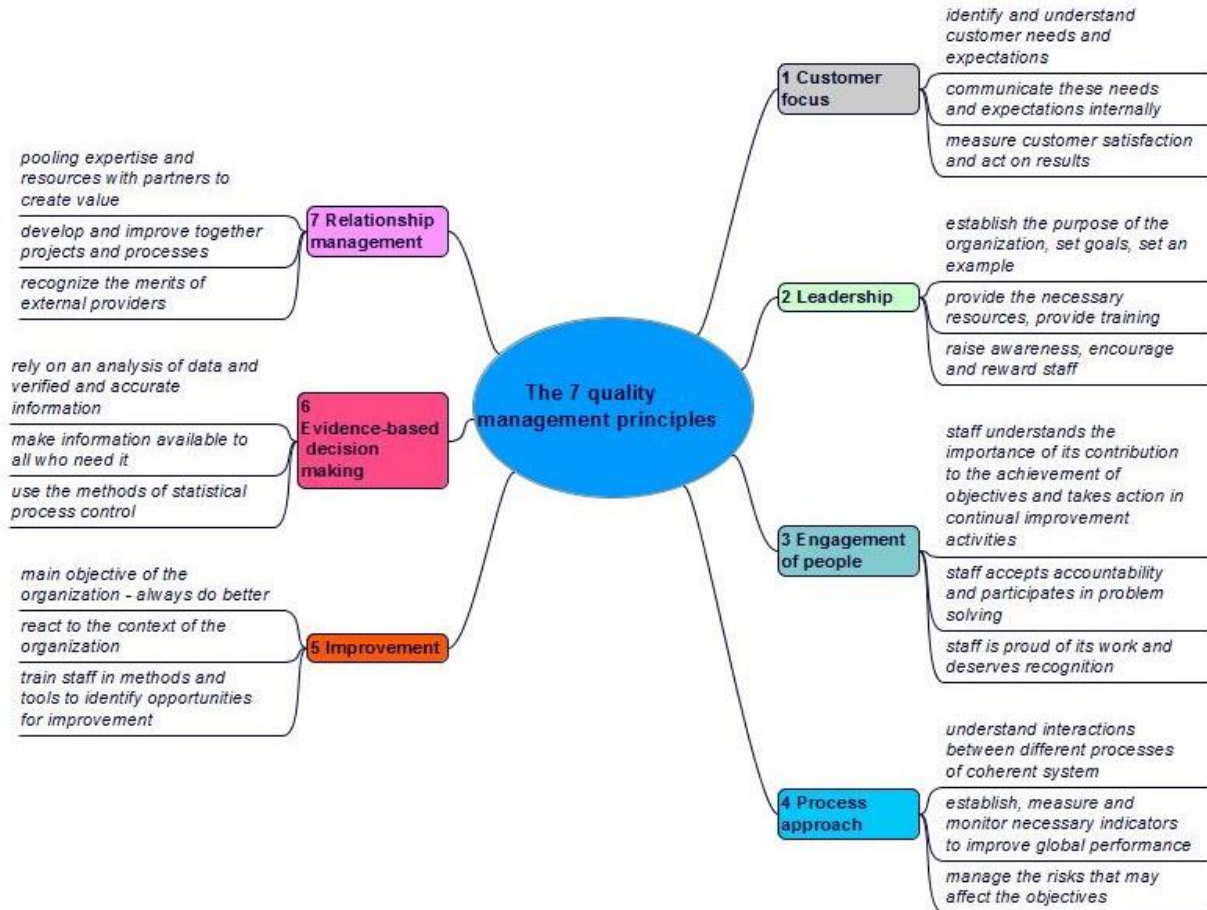 The 7 quality
management principles
1 Customer
focus
identify and understand
customer needs and
expectations
communicate these needs
and expectations internally
measure customer satisfaction
and act on results
2 Leadership
establish the purpose of the
organization, set goals, set an
example
provide the necessary
resources, provide training
raise awareness, encourage
and reward staff
3 Engagement
of people
staff understands the
importance of its contribution
to the achievement of
objectives and takes action in
continual improvement
activities
staff accepts accountability
and participates in problem
solving
staff is proud of its work and
deserves recognition
4 Process
approach
understand interactions
between different processes
of coherent system
establish, measure and
monitor necessary indicators
to improve global performance
manage the risks that may
affect the objectives
5 Improvement
main objective of the
organization - always do better
react to the context of the
organization
train staff in methods and
tools to identify opportunities
for improvement
6
Evidence-based
decision
making
rely on an analysis of data and
verified and accurate
information
make information available to
all who need it
use the methods of statistical
process control
7 Relationship
management
pooling expertise and
resources with partners to
create value
develop and improve together
projects and processes
recognize the merits of
external providers